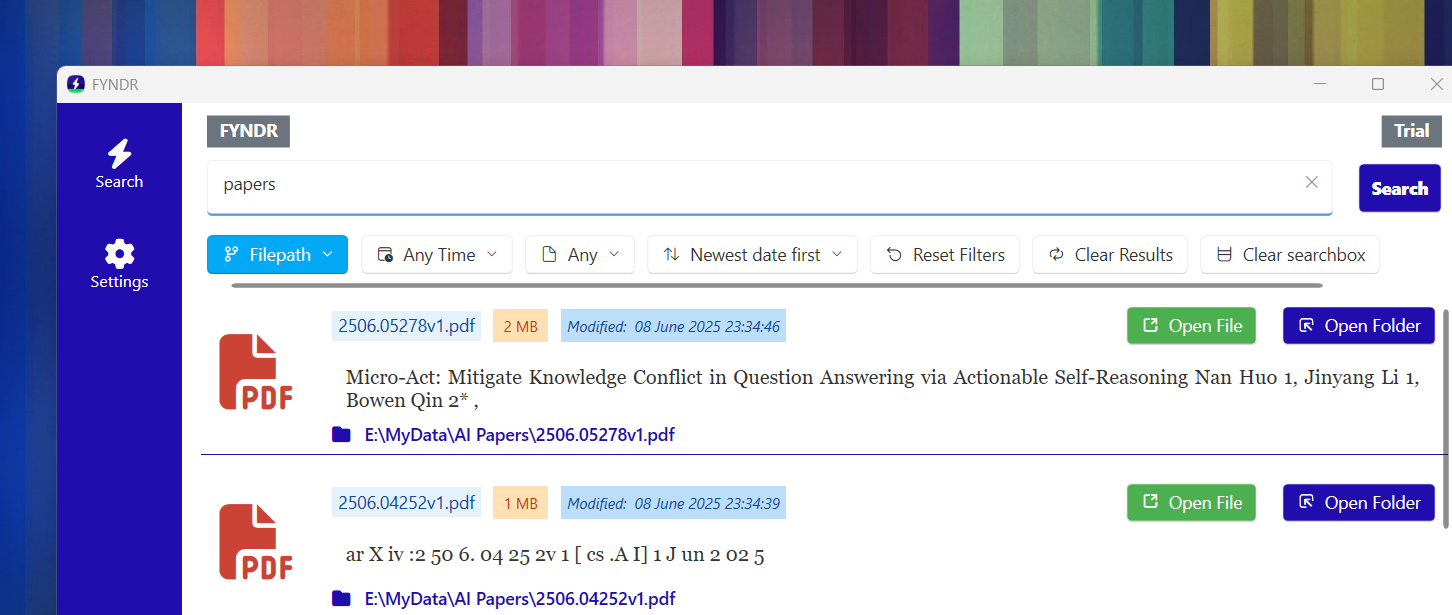 FYNDR
FYNDR
Trial
Search
papers
Search
Settings
Filepath Any Time Any Newest date first Reset Filters Clear Results Clear searchbox
2506.05278v1.pdf 2 MB Modified: 08 June 2025 23:34:46 Open File Open Folder
PDF
Micro-Act: Mitigate Knowledge Conflict in Question Answering via Actionable Self-Reasoning Nan Huo 1, Jinyang Li 1,
Bowen Qin 2* ,
E:\MyData\AI Papers\2506.05278v1.pdf
2506.04252v1.pdf 1 MB Modified: 08 June 2025 23:34:39 Open File Open Folder
PDF
ar X iv :2 50 6. 04 25 2v 1 [ cs .A I] 1 J un 2 02 5
E:\MyData\AI Papers\2506.04252v1.pdf